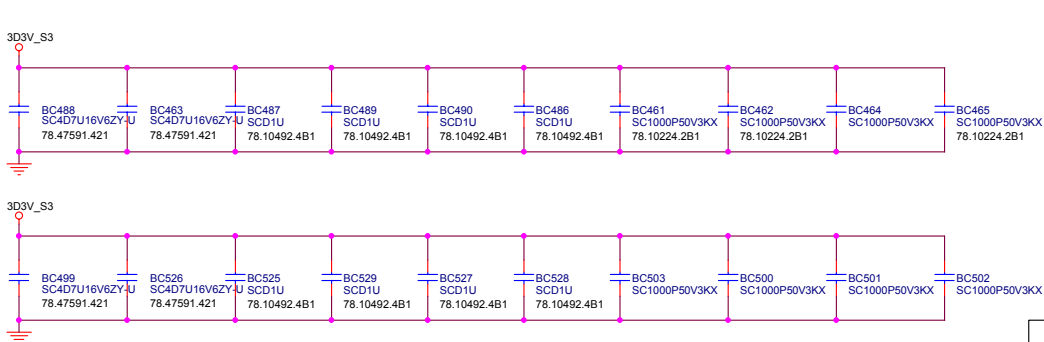 3D3V_S3
BC488
SC4D7U16V6ZY-U
78.47591.421
BC463
SC4D7U16V6ZY-U
78.47591.421
BC487
SCD1U
78.10492.4B1
BC489
SCD1U
78.10492.4B1
BC490
SCD1U
78.10492.4B1
BC486
SCD1U
78.10492.4B1
BC461
SC1000P50V3KX
78.10224.2B1
BC462
SC1000P50V3KX
78.10224.2B1
BC464
SC1000P50V3KX
BC465
SC1000P50V3KX
78.10224.2B1
3D3V_S3
BC499
SC4D7U16V6ZY-U
78.47591.421
BC526
SC4D7U16V6ZY-U
78.47591.421
BC525
SCD1U
78.10492.4B1
BC529
SCD1U
78.10492.4B1
BC527
SCD1U
78.10492.4B1
BC528
SCD1U
78.10492.4B1
BC503
SC1000P50V3KX
BC500
SC1000P50V3KX
BC501
SC1000P50V3KX
BC502
SC1000P50V3KX